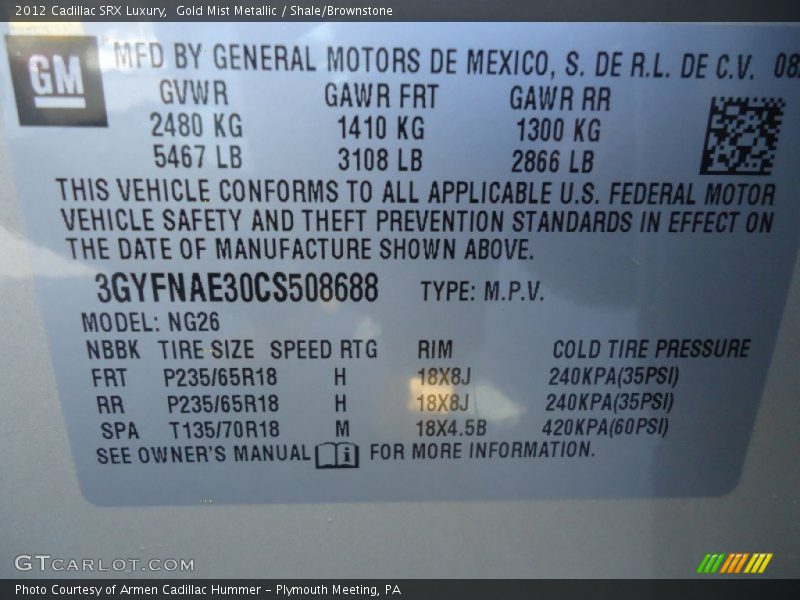 2012 Cadillac SRX Luxury,  Gold Mist Metallic / Shale/Brownstone
GM
MFD BY GENERAL MOTORS DE MEXICO, S. DE R.L. DE C.V.
GVWR GAWR FRT GAWR RR
2480 KG 1410 KG 1300 KG
5467 LB 3108 LB 2866 LB
THIS VEHICLE CONFORMS TO ALL APPLICABLE U.S. FEDERAL MOTOR
VEHICLE SAFETY AND THEFT PREVENTION STANDARDS IN EFFECT ON
THE DATE OF MANUFACTURE SHOWN ABOVE.
3GYFNAE30CS508688 TYPE: M.P.V.
MODEL: NG26
NBBK TIRE SIZE SPEED RTG RIM COLD TIRE PRESSURE
FRT P235/65R18 H 18X8J 240KPA(35PSI)
RR P235/65R18 H 18X8J 240KPA(35PSI)
SPA T135/70R18 M 18X4.5B 420KPA(60PSI)
SEE OWNER'S MANUAL FOR MORE INFORMATION.
GTCARLOT.COM
Photo Courtesy of Armen Cadillac Hummer – Plymouth Meeting, PA